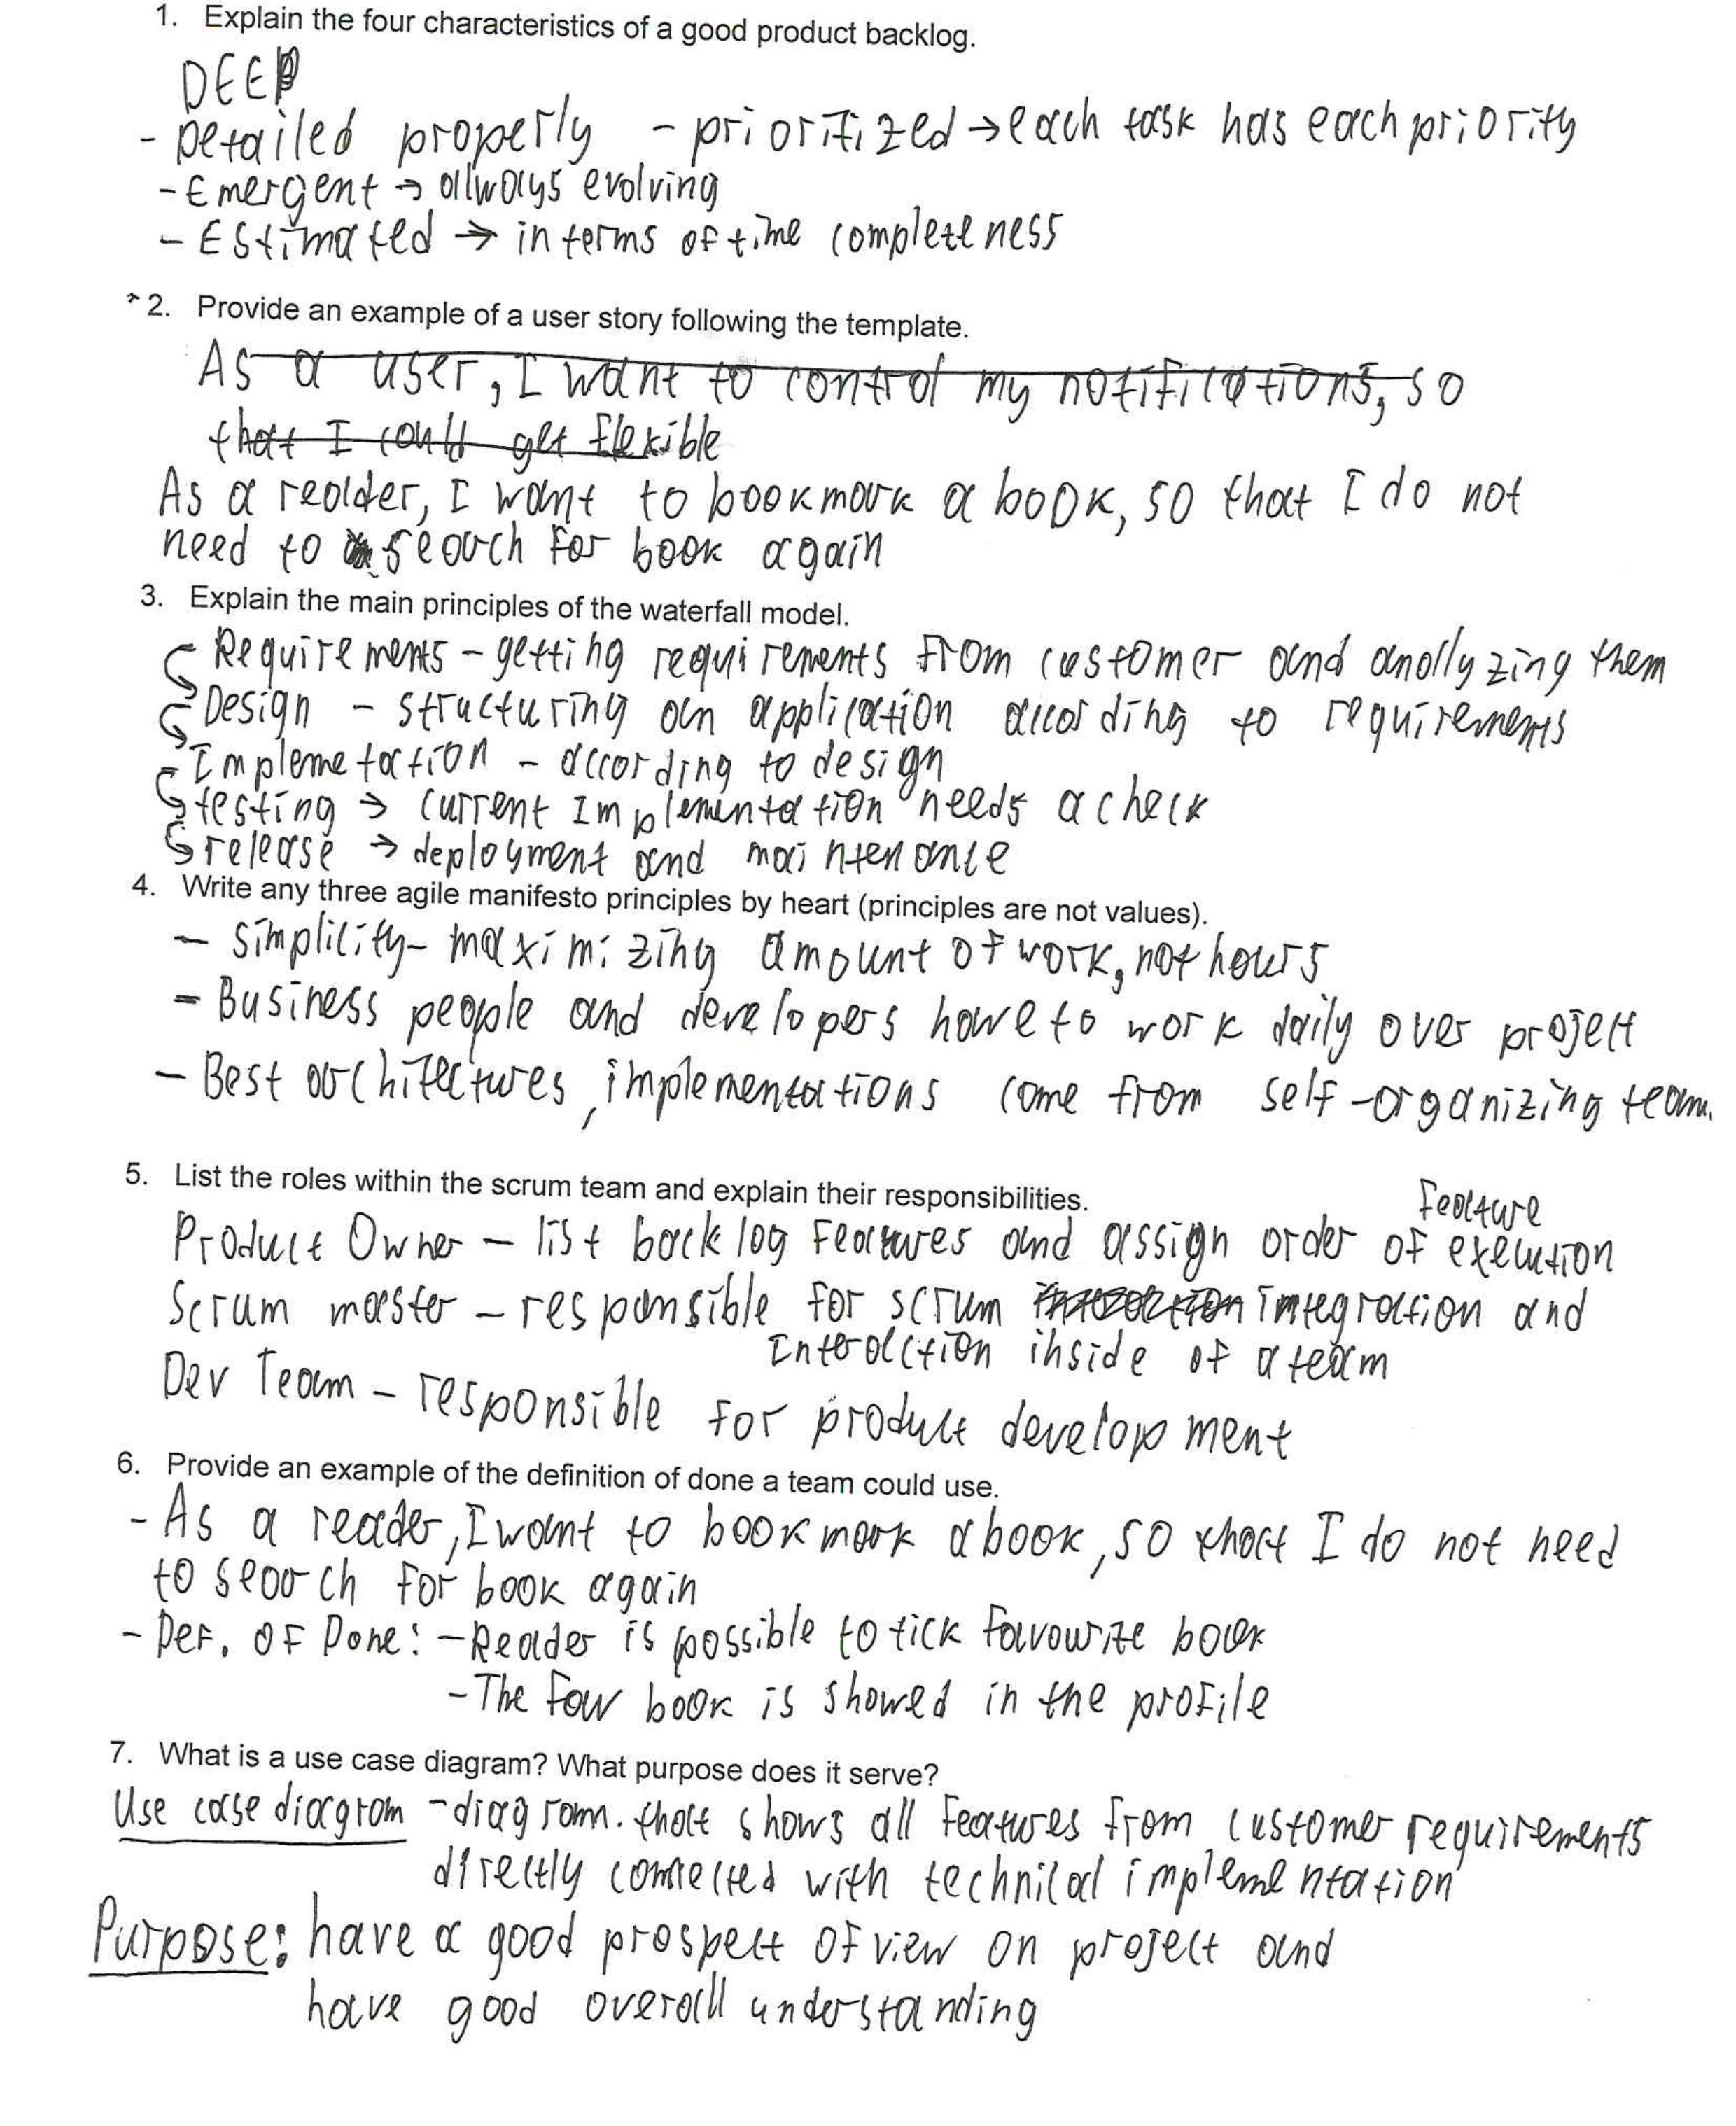 1. Explain the four characteristics of a good product backlog.
DEEP
- Detailed properly - prioritized → each task has each priority
- Emergent → always evolving
- Estimated → in terms of time completeness
* 2. Provide an example of a user story following the template.
As a user, I want to control my notifications, so
that I could get flexible
As a reader, I want to bookmark a book, so that I do not
need to search for book again
3. Explain the main principles of the waterfall model.
Requirements - getting requirements from customer and anallyzing them
Design - structuring an application according to requirements
Implemetation - according to design
testing → current Implementation needs a check
release → deployment and maintenance
4. Write any three agile manifesto principles by heart (principles are not values).
- Simplicity - maximizing amount of work, not hours
- Business people and developers have to work daily over project
- Best architectures, implementations come from self-organizing team.
5. List the roles within the scrum team and explain their responsibilities.
Product Owner - list backlog features and assign order of feature execution
Scrum master - responsible for scrum integration and
Interaction inside of a team
Dev Team - responsible for product development
6. Provide an example of the definition of done a team could use.
- As a reader, I want to bookmark a book, so that I do not need
to search for book again
- Def. of Done: - Reader is possible to tick favourite book
- The fav book is showed in the profile
7. What is a use case diagram? What purpose does it serve?
Use case diagram - diagram. that shows all features from customer requirements
directly connected with technical implementation
Purpose: have a good prospect of view on project and
have good overall understanding